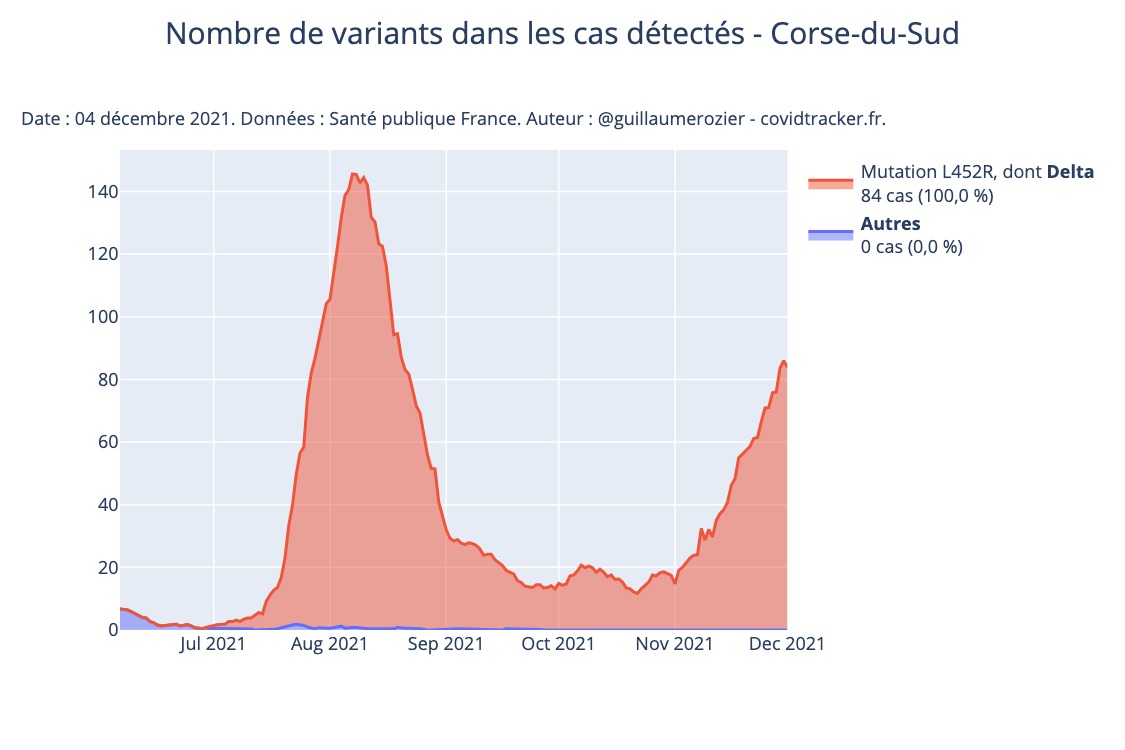 Nombre de variants dans les cas détectés - Corse-du-Sud
Date : 04 décembre 2021. Données : Santé publique France. Auteur : @guillaumerozier - covidtracker.fr.
Mutation L452R, dont Delta
84 cas (100,0 %)
Autres
0 cas (0,0 %)
140
120
100
80
60
40
20
0
Jul 2021
Aug 2021
Sep 2021
Oct 2021
Nov 2021
Dec 2021